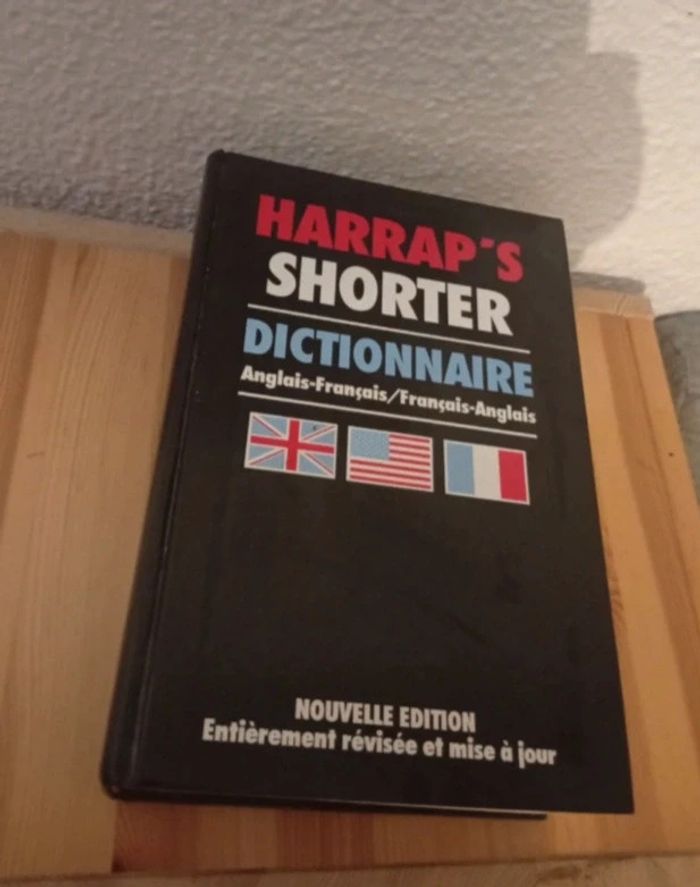 HARRAP'S
SHORTER
DICTIONNAIRE
Anglais-Français/Français-Anglais
NOUVELLE EDITION
Entièrement révisée et mise à jour